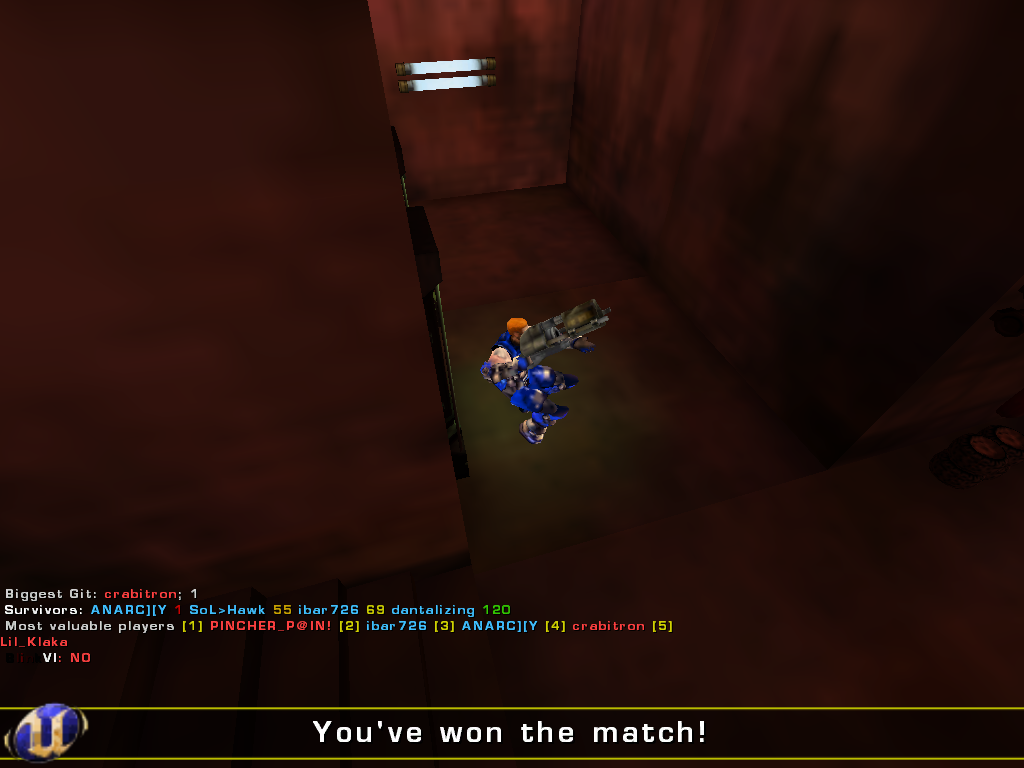 Biggest Git: crabitron; 1
Survivors: ANARC][Y 1 SoL>Hawk 55 ibar726 69 dantalizing 120
Most valuable players [1] PINCHER_P@IN! [2] ibar726 [3] ANARC][Y [4] crabitron [5]
Lil_Klaka
VI: NO
You've won the match!